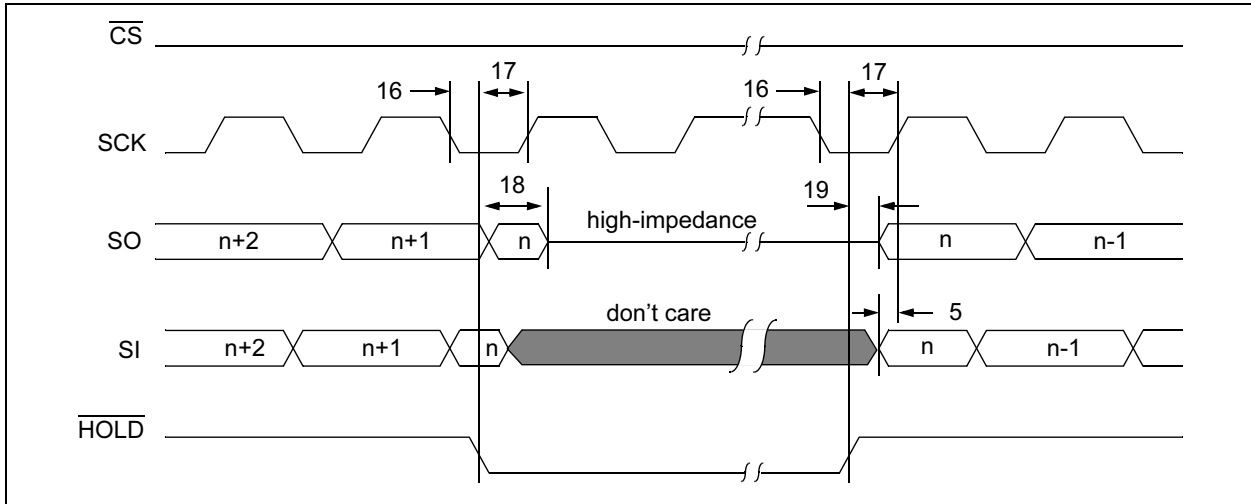 CS
16
17
16
17
SCK
18
19
SO
n+2
n+1
n
high-impedance
n
n-1
don't care
5
SI
n+2
n+1
n
n
n-1
HOLD